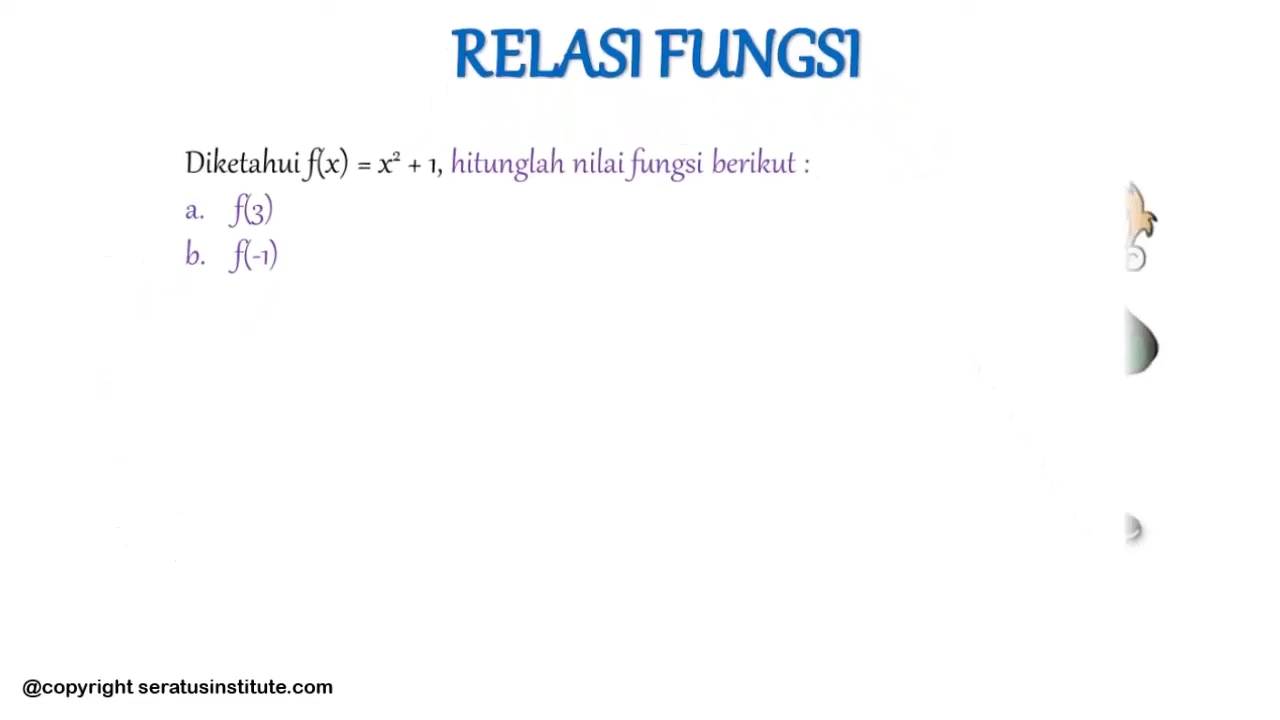 RELASI FUNGSI
Diketahui f(x) = x² + 1, hitunglah nilai fungsi berikut :
a. f(3)
b. f(-1)
@copyright seratusinstitute.com